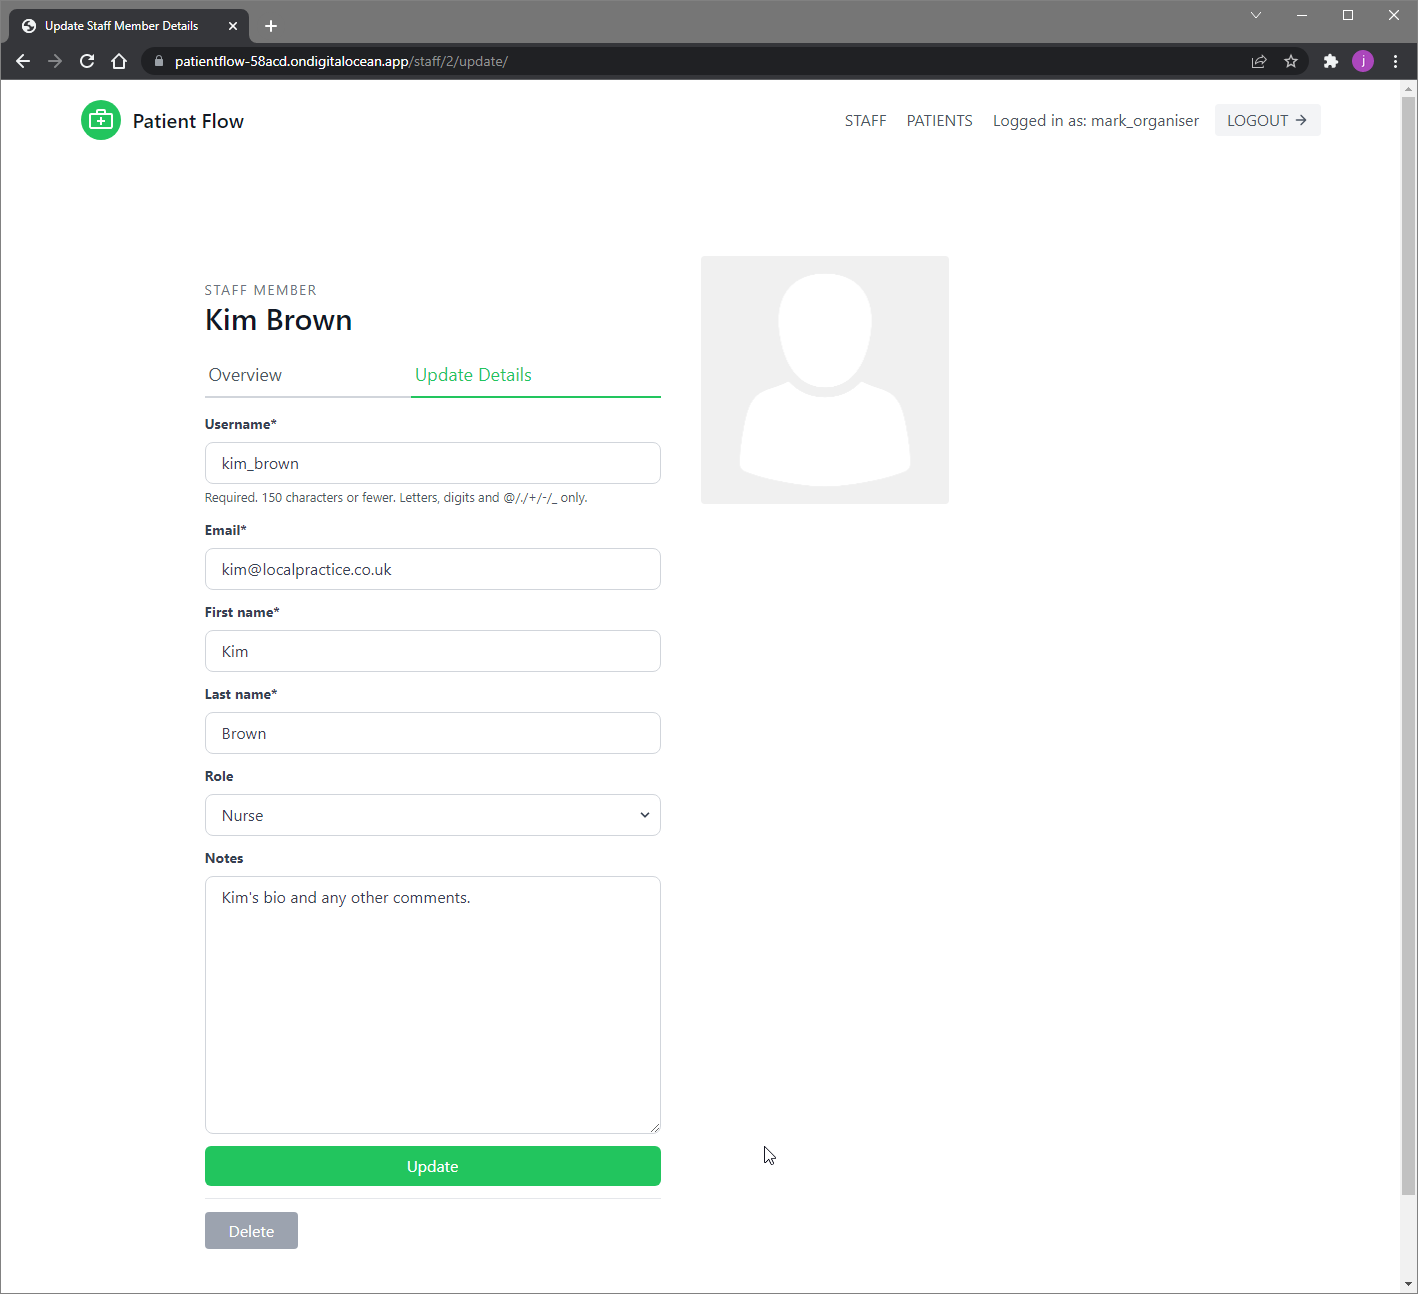 Update Staff Member Details
patientflow-58acd.ondigitalocean.app/staff/2/update/
j
Patient Flow
STAFF PATIENTS Logged in as: mark_organiser LOGOUT →
STAFF MEMBER
Kim Brown
Overview Update Details
Username*
kim_brown
Required. 150 characters or fewer. Letters, digits and @/./+/-/_ only.
Email*
kim@localpractice.co.uk
First name*
Kim
Last name*
Brown
Role
Nurse
Notes
Kim's bio and any other comments.
Update
Delete